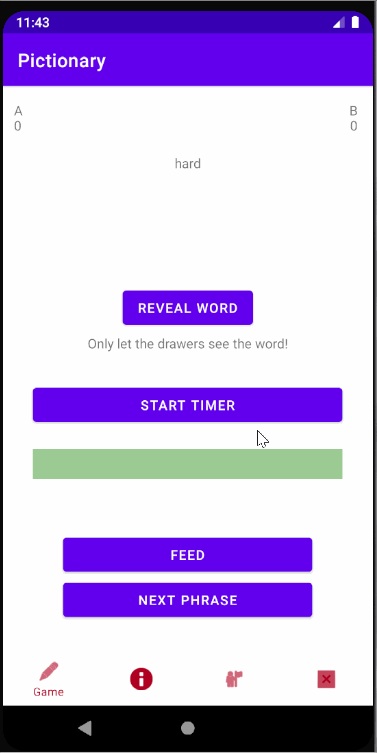 11:43
Pictionary
A B
0 0
hard
REVEAL WORD
Only let the drawers see the word!
START TIMER
FEED
NEXT PHRASE
Game